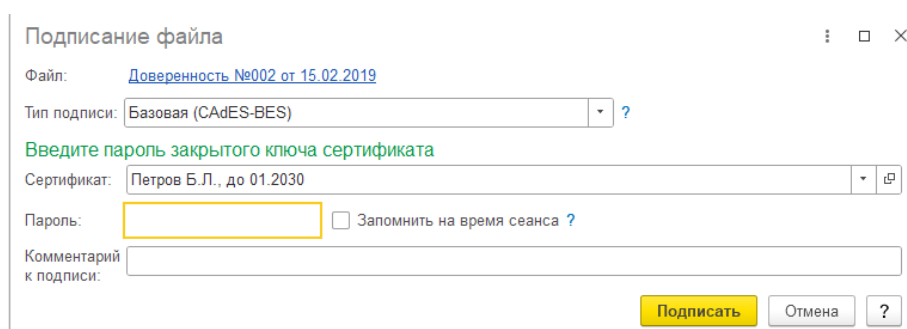 Подписание файла
Файл: Доверенность №002 от 15.02.2019
Тип подписи: Базовая (CAdES-BES) ?
Введите пароль закрытого ключа сертификата
Сертификат: Петров Б.Л., до 01.2030
Пароль: Запомнить на время сеанса ?
Комментарий
к подписи:
Подписать Отмена ?